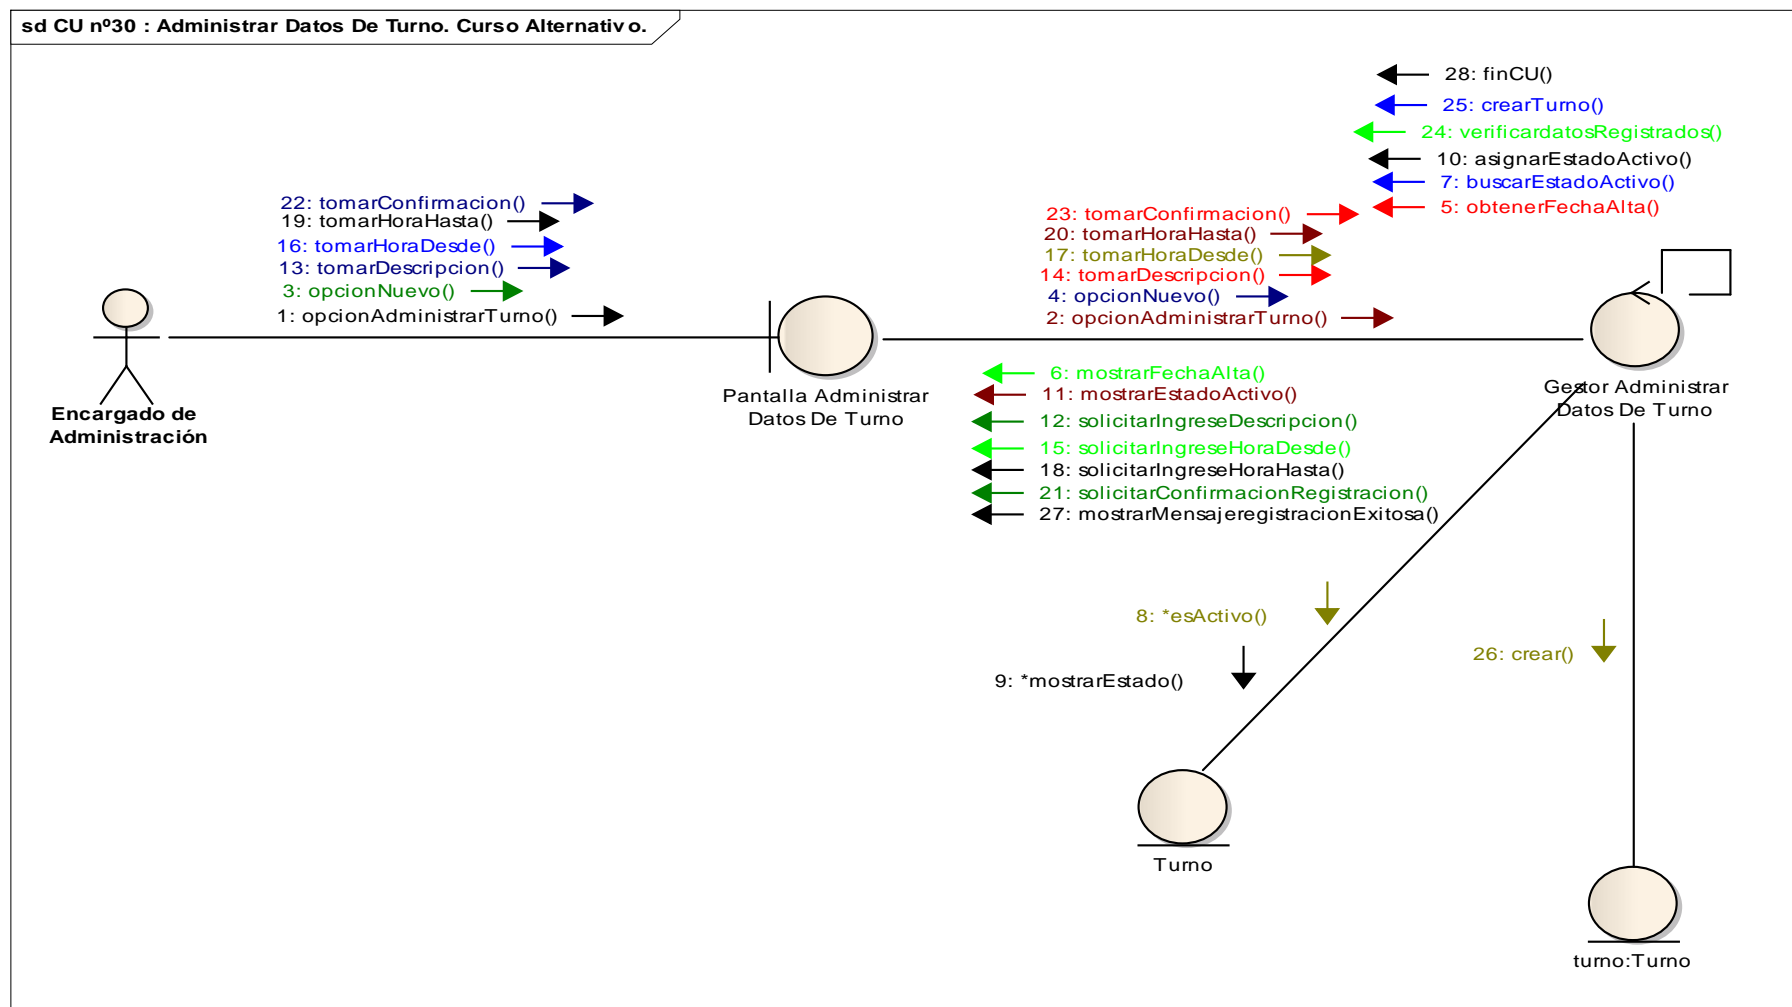 sd CU nº30 : Administrar Datos De Turno. Curso Alternativo.
28: finCU()
25: crearTurno()
24: verificardatosRegistrados()
10: asignarEstadoActivo()
7: buscarEstadoActivo()
5: obtenerFechaAlta()
22: tomarConfirmacion()
19: tomarHoraHasta()
16: tomarHoraDesde()
13: tomarDescripcion()
3: opcionNuevo()
1: opcionAdministrarTurno()
23: tomarConfirmacion()
20: tomarHoraHasta()
17: tomarHoraDesde()
14: tomarDescripcion()
4: opcionNuevo()
2: opcionAdministrarTurno()
Encargado de
Administración
Pantalla Administrar
Datos De Turno
Gestor Administrar
Datos De Turno
6: mostrarFechaAlta()
11: mostrarEstadoActivo()
12: solicitarIngreseDescripcion()
15: solicitarIngreseHoraDesde()
18: solicitarIngreseHoraHasta()
21: solicitarConfirmacionRegistracion()
27: mostrarMensajeregistracionExitosa()
8: *esActivo()
9: *mostrarEstado()
26: crear()
Turno
turno:Turno